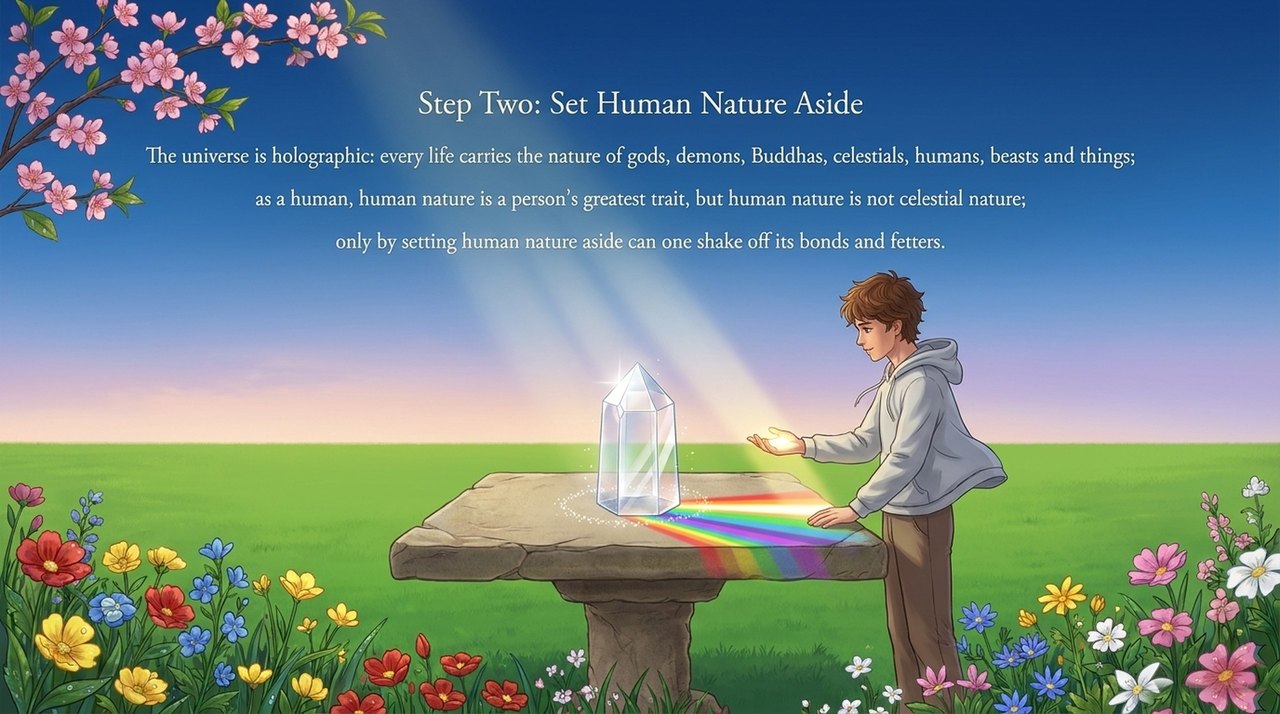 Step Two: Set Human Nature Aside
The universe is holographic: every life carries the nature of gods, demons, Buddhas, celestials, humans, beasts and things;
as a human, human nature is a person’s greatest trait, but human nature is not celestial nature;
only by setting human nature aside can one shake off its bonds and fetters.